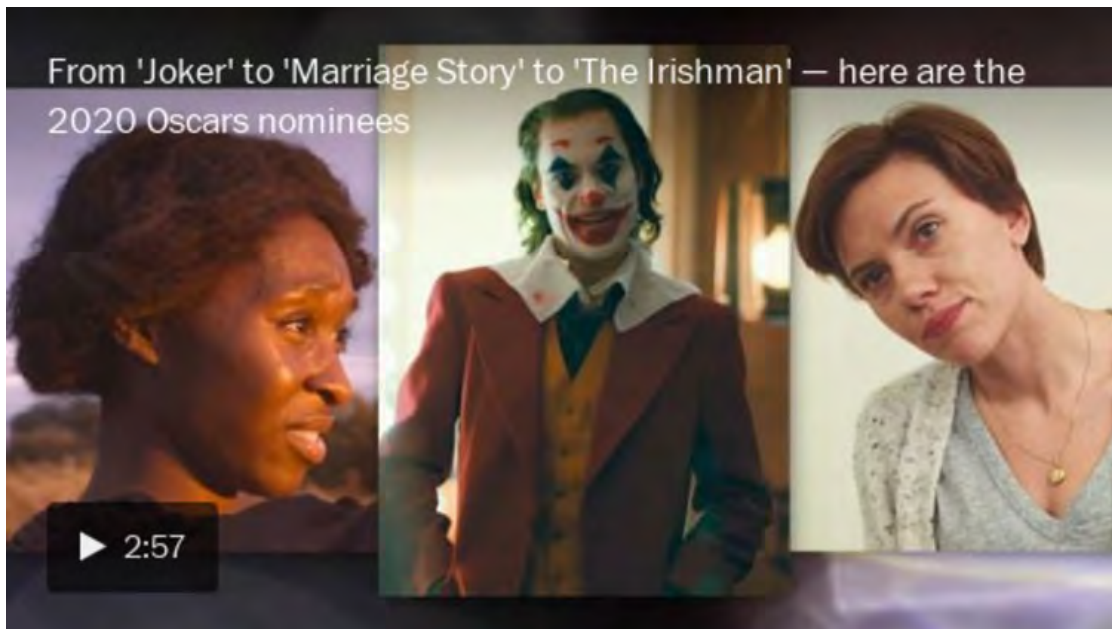 From 'Joker' to 'Marriage Story' to 'The Irishman' — here are the
2020 Oscars nominees
2:57